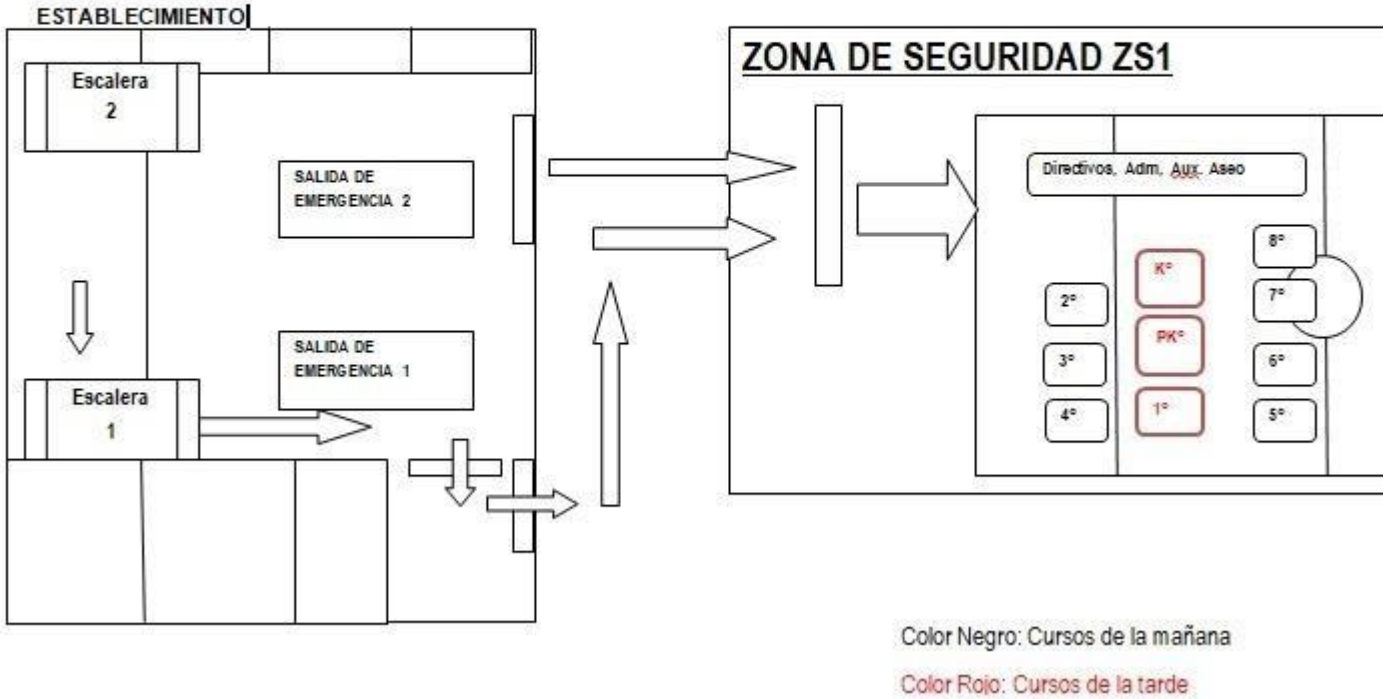 ESTABLECIMIENTO
Escalera
2
SALIDA DE
EMERGENCIA 2
SALIDA DE
EMERGENCIA 1
Escalera
1
ZONA DE SEGURIDAD ZS1
Directivos, Adm, Aux. Aseo
8°
K°
2°
7°
PK°
3°
6°
1°
4°
5°
Color Negro: Cursos de la mañana
Color Rojo: Cursos de la tarde